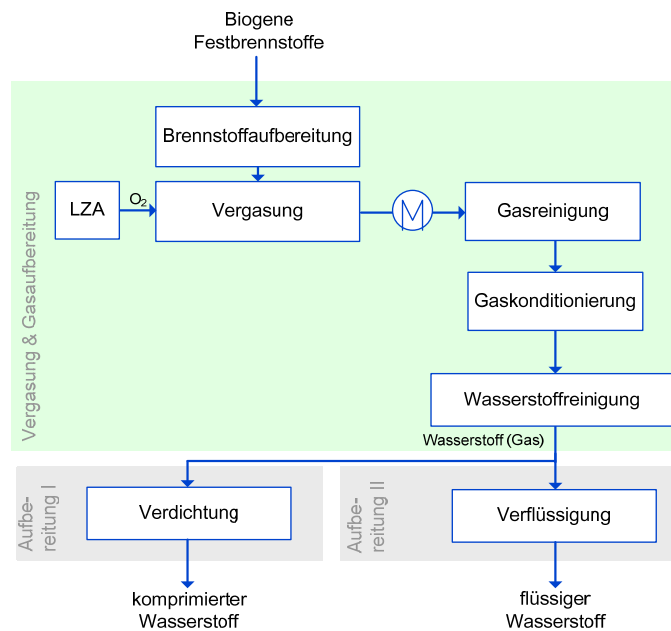 Biogene
Festbrennstoffe
Brennstoffaufbereitung
LZA
O₂
Vergasung
Gasreinigung
Gaskonditionierung
Wasserstoffreinigung
Vergasung & Gasaufbereitung
Wasserstoff (Gas)
Aufbe-
reitung I
Verdichtung
Aufbe-
reitung II
Verflüssigung
komprimierter
Wasserstoff
flüssiger
Wasserstoff